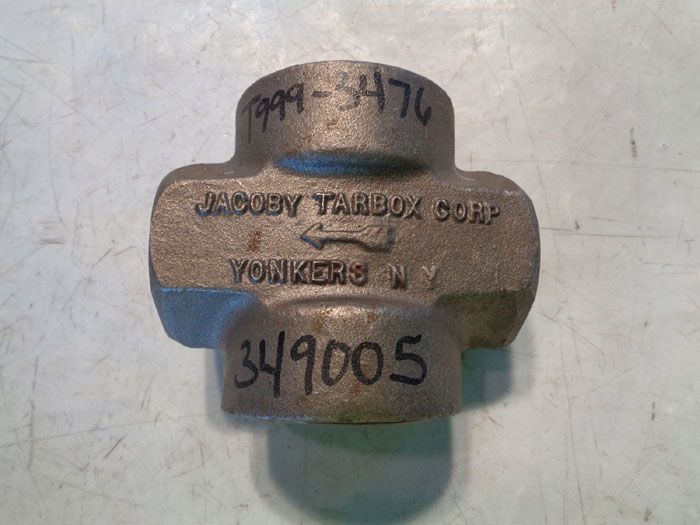 T999-3476
JACOBY TARBOX CORP
YONKERS N Y
349005